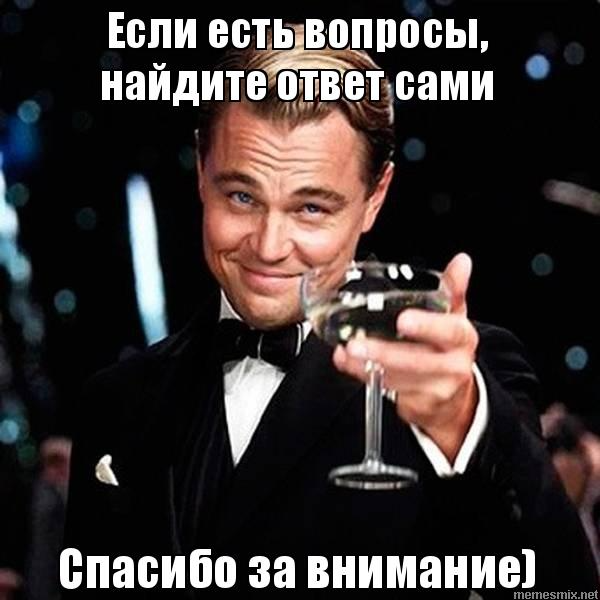 Если есть вопросы,
найдите ответ сами
Спасибо за внимание)
memesmix.net